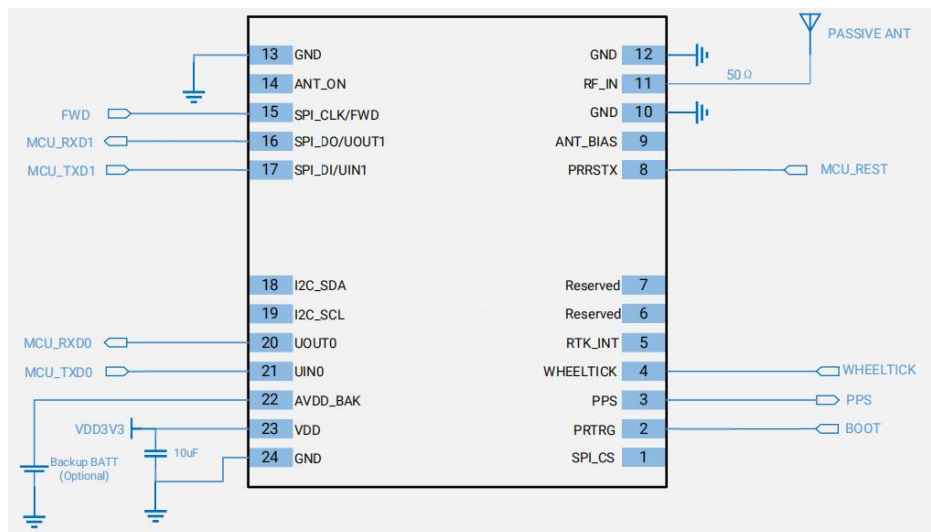 PASSIVE ANT
13 GND GND 12
50Ω
14 ANT_ON RF_IN 11
FWD 15 SPI_CLK/FWD GND 10
MCU_RXD1 16 SPI_DO/UOUT1 ANT_BIAS 9
MCU_TXD1 17 SPI_DI/UIN1 PRRSTX 8 MCU_REST
18 I2C_SDA Reserved 7
19 I2C_SCL Reserved 6
MCU_RXD0 20 UOUT0 RTK_INT 5
MCU_TXD0 21 UIN0 WHEELTICK 4 WHEELTICK
22 AVDD_BAK PPS 3 PPS
VDD3V3 23 VDD PRTRG 2 BOOT
10uF 24 GND SPI_CS 1
Backup BATT
(Optional)